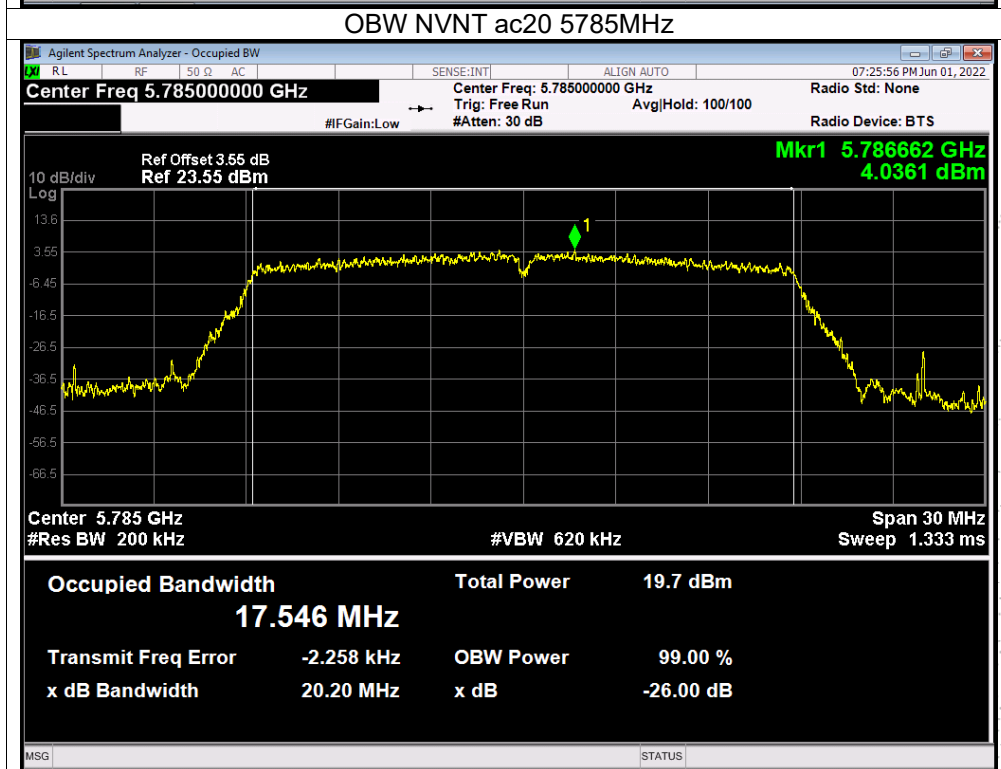 OBW NVNT ac20 5785MHz
Agilent Spectrum Analyzer - Occupied BW
LXI RL RF 50 Ω AC SENSE:INT ALIGN AUTO 07:25:56 PM Jun 01, 2022
Center Freq 5.785000000 GHz Center Freq: 5.785000000 GHz Radio Std: None
Trig: Free Run Avg|Hold: 100/100
#IFGain:Low #Atten: 30 dB Radio Device: BTS
Mkr1 5.786662 GHz
4.0361 dBm
Ref Offset 3.55 dB
10 dB/div Ref 23.55 dBm
Log
13.6
1
3.55
-6.45
-16.5
-26.5
-36.5
-46.5
-56.5
-66.5
Center 5.785 GHz Span 30 MHz
#Res BW 200 kHz #VBW 620 kHz Sweep 1.333 ms
Occupied Bandwidth Total Power 19.7 dBm
17.546 MHz
Transmit Freq Error -2.258 kHz OBW Power 99.00 %
x dB Bandwidth 20.20 MHz x dB -26.00 dB
MSG STATUS